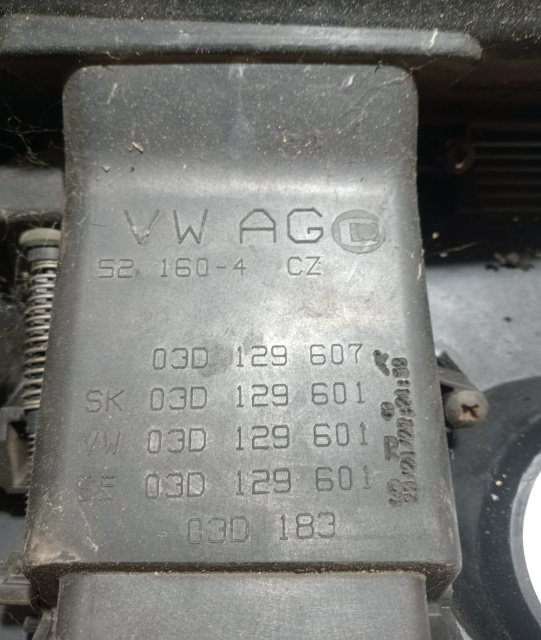 VW AG
52 160-4 CZ
03D 129 607
SK 03D 129 601
VW 03D 129 601
03D 129 601
03D 183